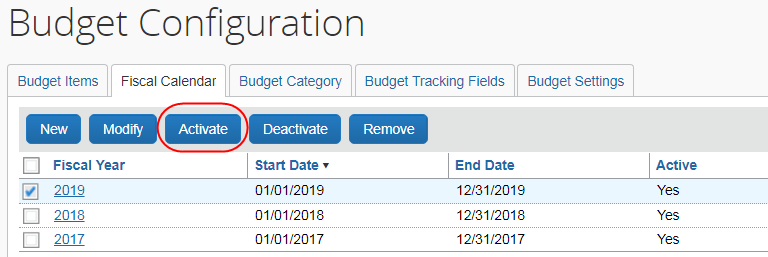 Budget Configuration
Budget Items Fiscal Calendar Budget Category Budget Tracking Fields Budget Settings
New Modify Activate Deactivate Remove
Fiscal Year Start Date End Date Active
2019 01/01/2019 12/31/2019 Yes
2018 01/01/2018 12/31/2018 Yes
2017 01/01/2017 12/31/2017 Yes